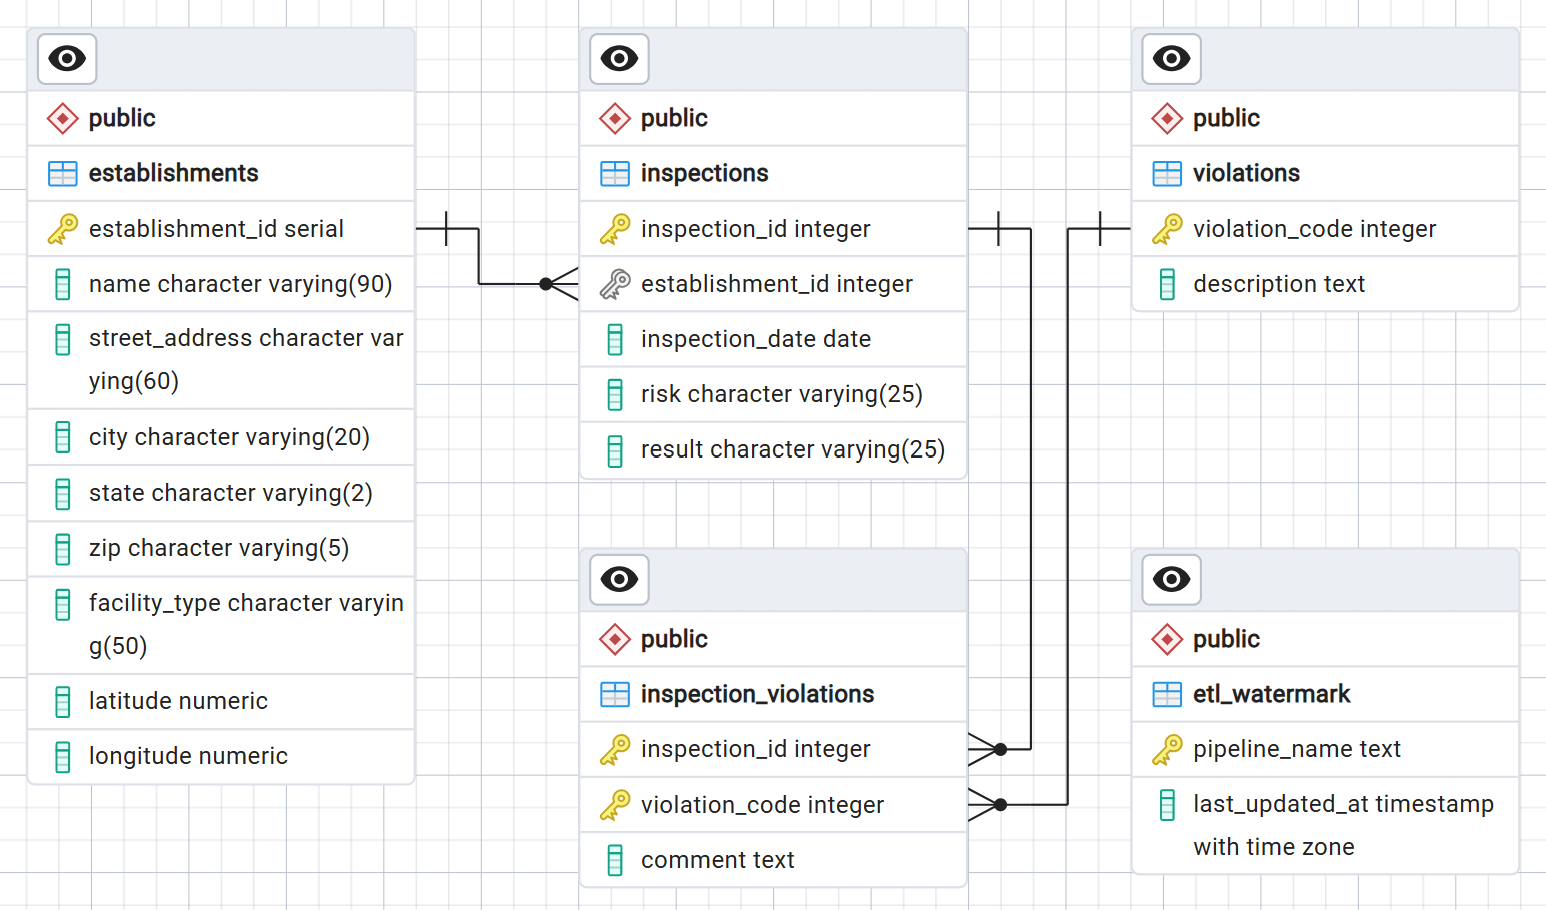 public
establishments
establishment_id serial
name character varying(90)
street_address character var
ying(60)
city character varying(20)
state character varying(2)
zip character varying(5)
facility_type character varyin
g(50)
latitude numeric
longitude numeric
public
inspections
inspection_id integer
establishment_id integer
inspection_date date
risk character varying(25)
result character varying(25)
public
violations
violation_code integer
description text
public
inspection_violations
inspection_id integer
violation_code integer
comment text
public
etl_watermark
pipeline_name text
last_updated_at timestamp
with time zone